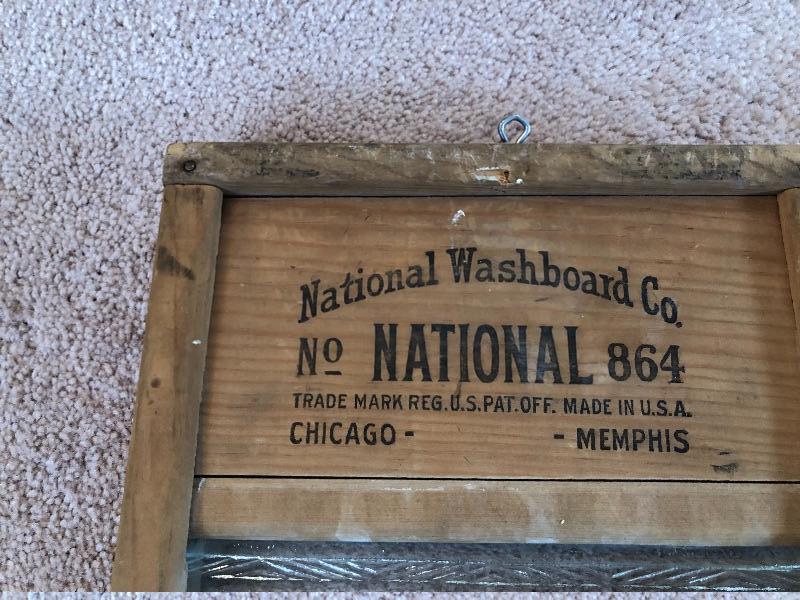 National Washboard Co.
No NATIONAL 864
TRADE MARK REG. U.S. PAT. OFF. MADE IN U.S.A.
CHICAGO - - MEMPHIS